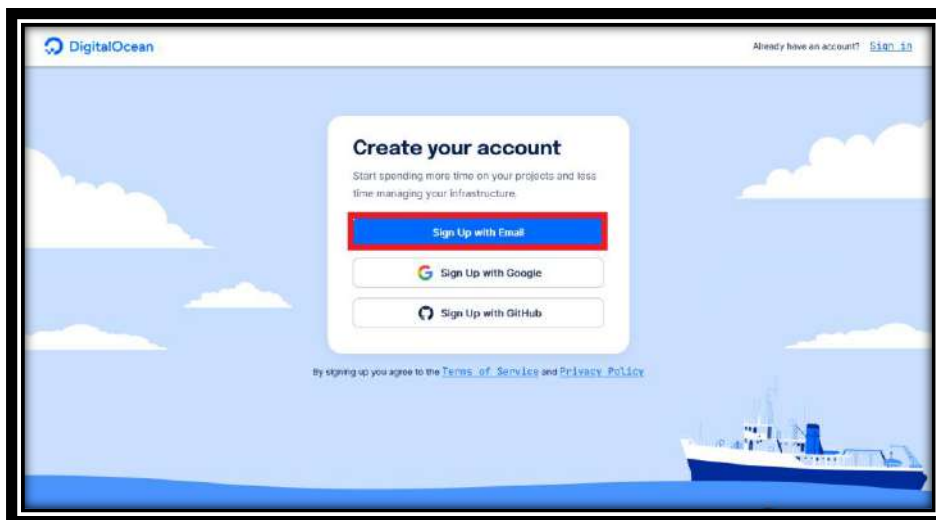 DigitalOcean
Already have an account? Sign in
Create your account
Start spending more time on your projects and less
time managing your infrastructure.
Sign Up with Email
Sign Up with Google
Sign Up with GitHub
By signing up you agree to the Terms of Service and Privacy Policy